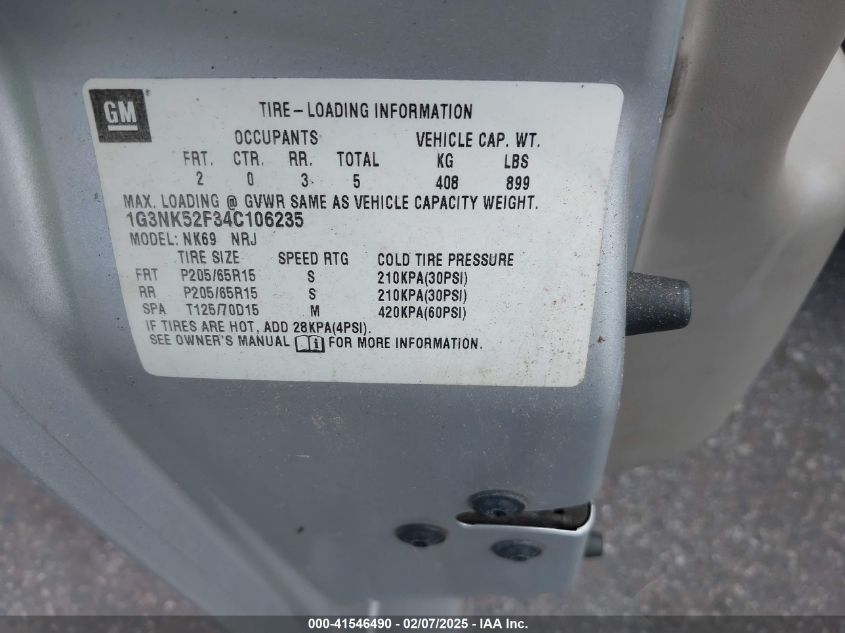 GM
TIRE-LOADING INFORMATION
OCCUPANTS VEHICLE CAP. WT.
FRT. CTR. RR. TOTAL KG LBS
2 0 3 5 408 899
MAX. LOADING @ GVWR SAME AS VEHICLE CAPACITY WEIGHT.
1G3NK52F34C106235
MODEL: NK69 NRJ
TIRE SIZE SPEED RTG COLD TIRE PRESSURE
FRT P205/65R15 S 210KPA(30PSI)
RR P205/65R15 S 210KPA(30PSI)
SPA T125/70D15 M 420KPA(60PSI)
IF TIRES ARE HOT, ADD 28KPA(4PSI).
SEE OWNER'S MANUAL i FOR MORE INFORMATION.
000-41546490 - 02/07/2025 - IAA Inc.